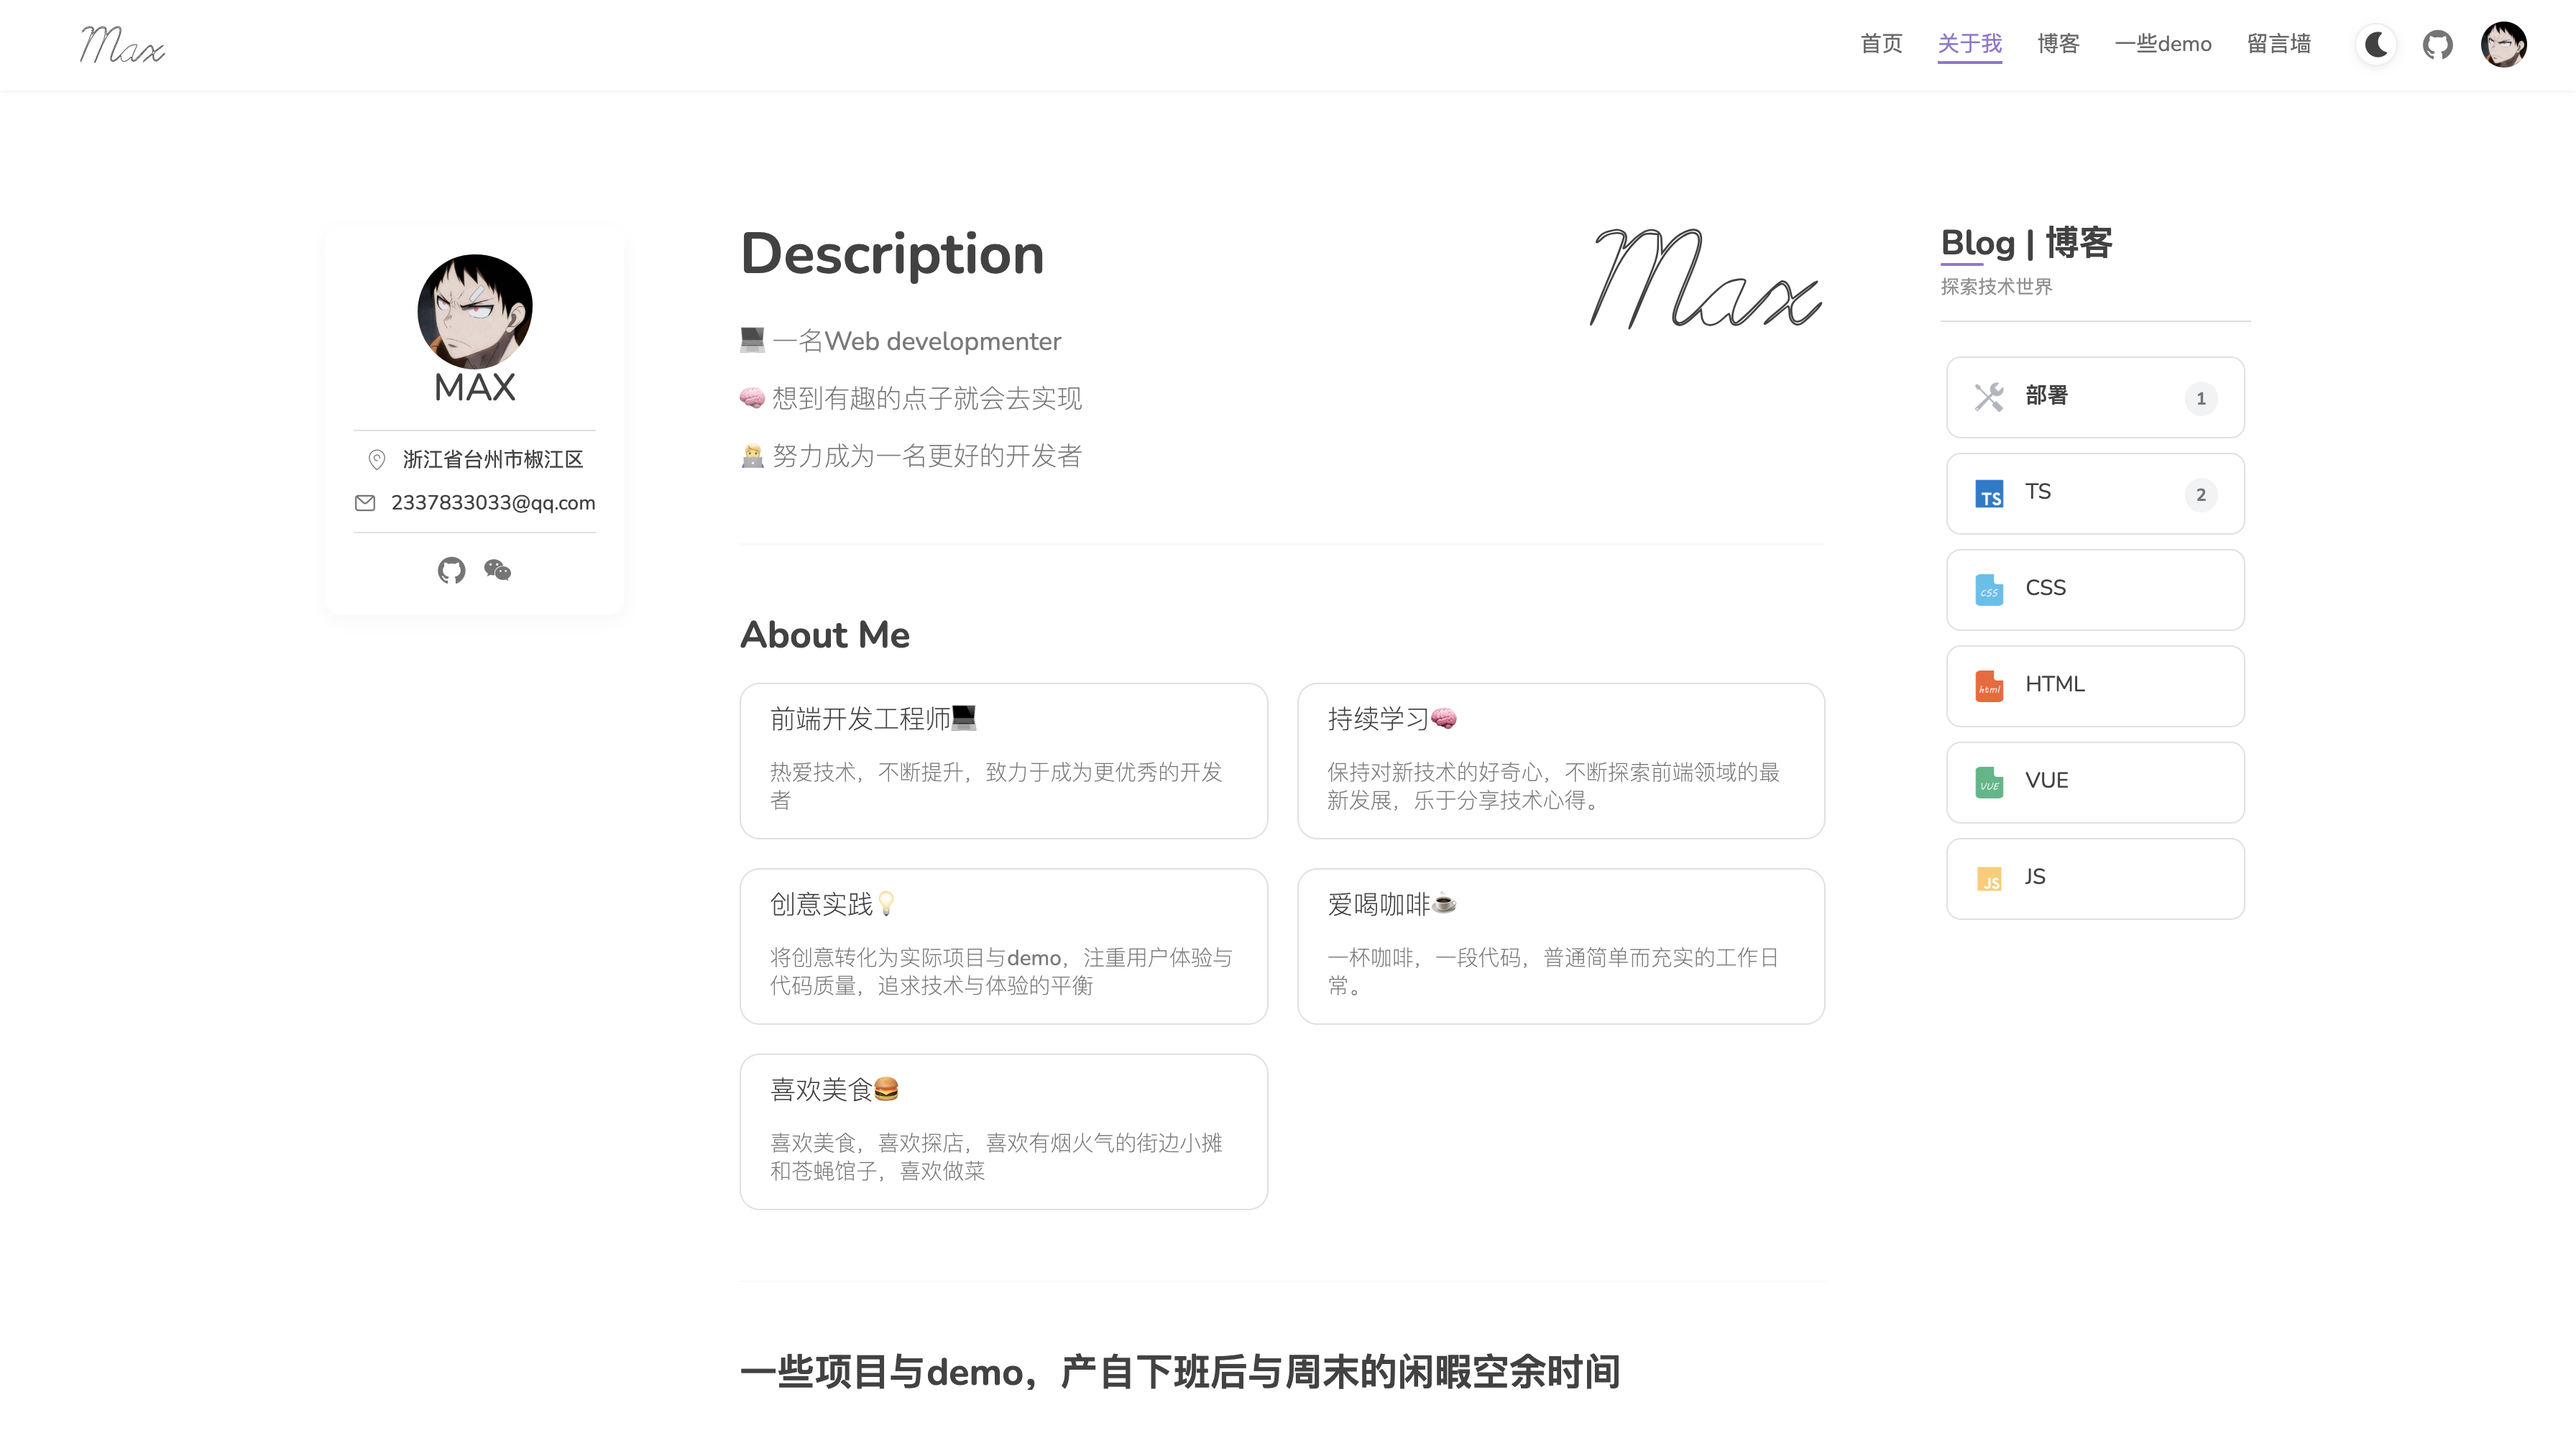 Max
首页 关于我 博客 一些demo 留言墙
MAX
浙江省台州市椒江区
2337833033@qq.com
Description
Max
一名Web developmenter
想到有趣的点子就会去实现
努力成为一名更好的开发者
About Me
前端开发工程师
热爱技术，不断提升，致力于成为更优秀的开发
者
持续学习
保持对新技术的好奇心，不断探索前端领域的最
新发展，乐于分享技术心得。
创意实践
将创意转化为实际项目与demo，注重用户体验与
代码质量，追求技术与体验的平衡
爱喝咖啡
一杯咖啡，一段代码，普通简单而充实的工作日
常。
喜欢美食
喜欢美食，喜欢探店，喜欢有烟火气的街边小摊
和苍蝇馆子，喜欢做菜
一些项目与demo，产自下班后与周末的闲暇空余时间
Blog | 博客
探索技术世界
部署 1
TS TS 2
css CSS
html HTML
VUE VUE
JS JS